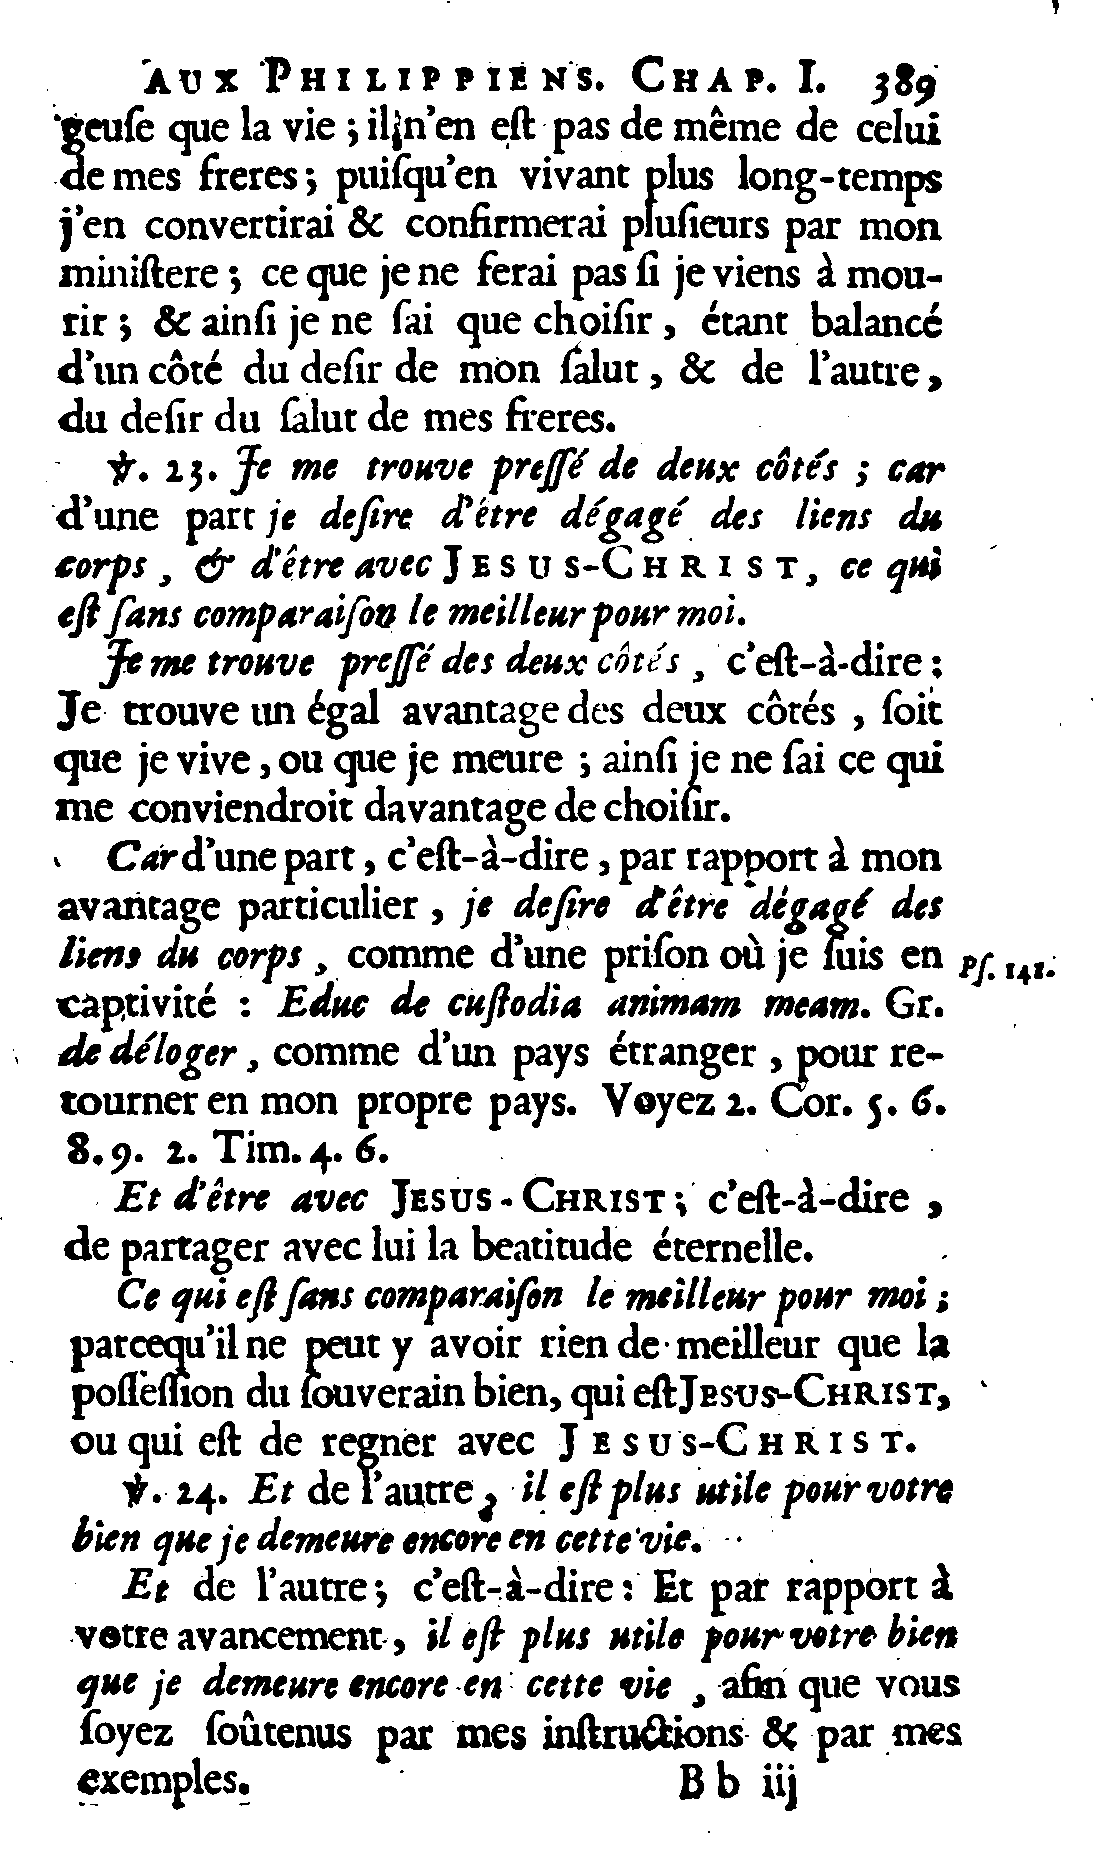 AUX PHILIPPIENS. CHAP. I. 389
geuſe que la vie ; il n'en eſt pas de même de celui
de mes freres ; puiſqu'en vivant plus long-temps
j'en convertirai & confirmerai pluſieurs par mon
miniſtere ; ce que je ne ferai pas ſi je viens à mou-
rir ; & ainſi je ne ſai que choiſir , étant balancé
d'un côté du deſir de mon ſalut , & de l'autre ,
du deſir du ſalut de mes freres.
℣. 23. Je me trouve preſſé de deux côtés ; car
d'une part je deſire d'être dégagé des liens du
corps , & d'être avec JESUS-CHRIST, ce qui
eſt ſans comparaiſon le meilleur pour moi.
Je me trouve preſſé des deux côtés , c'eſt-à-dire :
Je trouve un égal avantage des deux côtés , ſoit
que je vive , ou que je meure ; ainſi je ne ſai ce qui
me conviendroit davantage de choiſir.
Car d'une part , c'eſt-à-dire , par rapport à mon
avantage particulier , je deſire d'être dégagé des
liens du corps , comme d'une priſon où je ſuis en
Pſ. 141.
captivité : Educ de cuſtodia animam meam. Gr.
de déloger , comme d'un pays étranger , pour re-
tourner en mon propre pays. Voyez 2. Cor. 5. 6.
8. 9. 2. Tim. 4. 6.
Et d'être avec JESUS-CHRIST ; c'eſt-à-dire ,
de partager avec lui la beatitude éternelle.
Ce qui eſt ſans comparaiſon le meilleur pour moi ;
parcequ'il ne peut y avoir rien de meilleur que la
poſſeſſion du ſouverain bien, qui eſt JESUS-CHRIST,
ou qui eſt de regner avec JESUS-CHRIST.
℣. 24. Et de l'autre , il eſt plus utile pour votre
bien que je demeure encore en cette vie.
Et de l'autre ; c'eſt-à-dire : Et par rapport à
votre avancement , il eſt plus utile pour votre bien
que je demeure encore en cette vie , afin que vous
ſoyez ſoûtenus par mes inſtructions & par mes
exemples.
B b iij